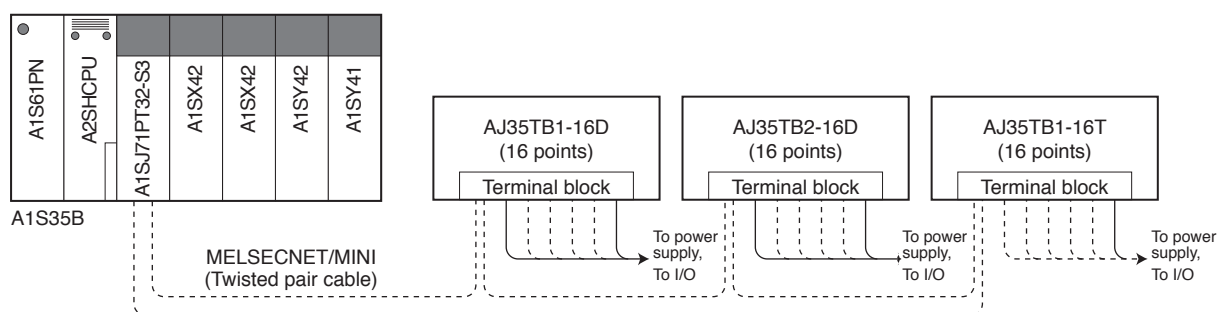 A1S61PN
A2SHCPU
A1SJ71PT32-S3
A1SX42
A1SX42
A1SY42
A1SY41
A1S35B
MELSECNET/MINI
(Twisted pair cable)
AJ35TB1-16D
(16 points)
Terminal block
To power
supply,
To I/O
AJ35TB2-16D
(16 points)
Terminal block
To power
supply,
To I/O
AJ35TB1-16T
(16 points)
Terminal block
To power
supply,
To I/O